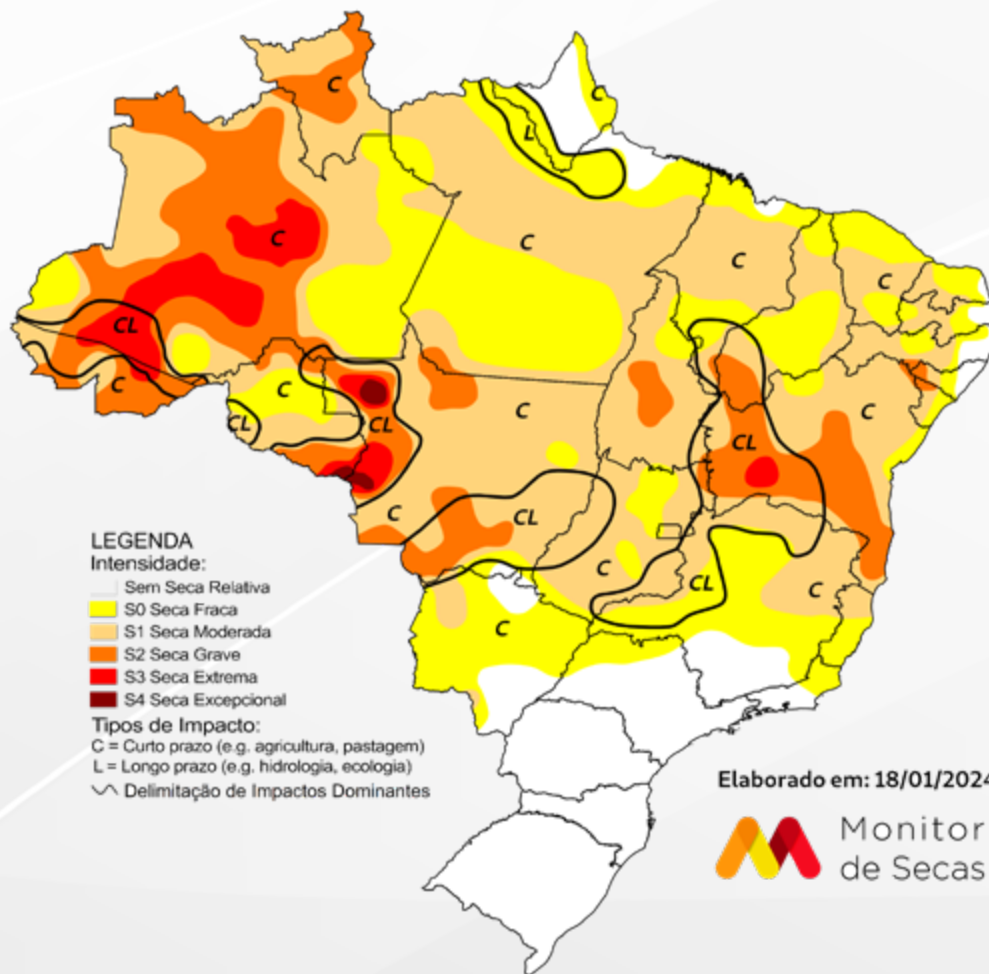 C
C
L
C
C
C
C
CL
C
C
C
C
CL
CL
CL
C
CL
C
CL
C
C
C
LEGENDA
Intensidade:
Sem Seca Relativa
S0 Seca Fraca
S1 Seca Moderada
S2 Seca Grave
S3 Seca Extrema
S4 Seca Excepcional
Tipos de Impacto:
C = Curto prazo (e.g. agricultura, pastagem)
L = Longo prazo (e.g. hidrologia, ecologia)
Delimitação de Impactos Dominantes
Elaborado em: 18/01/2024
Monitor
de Secas